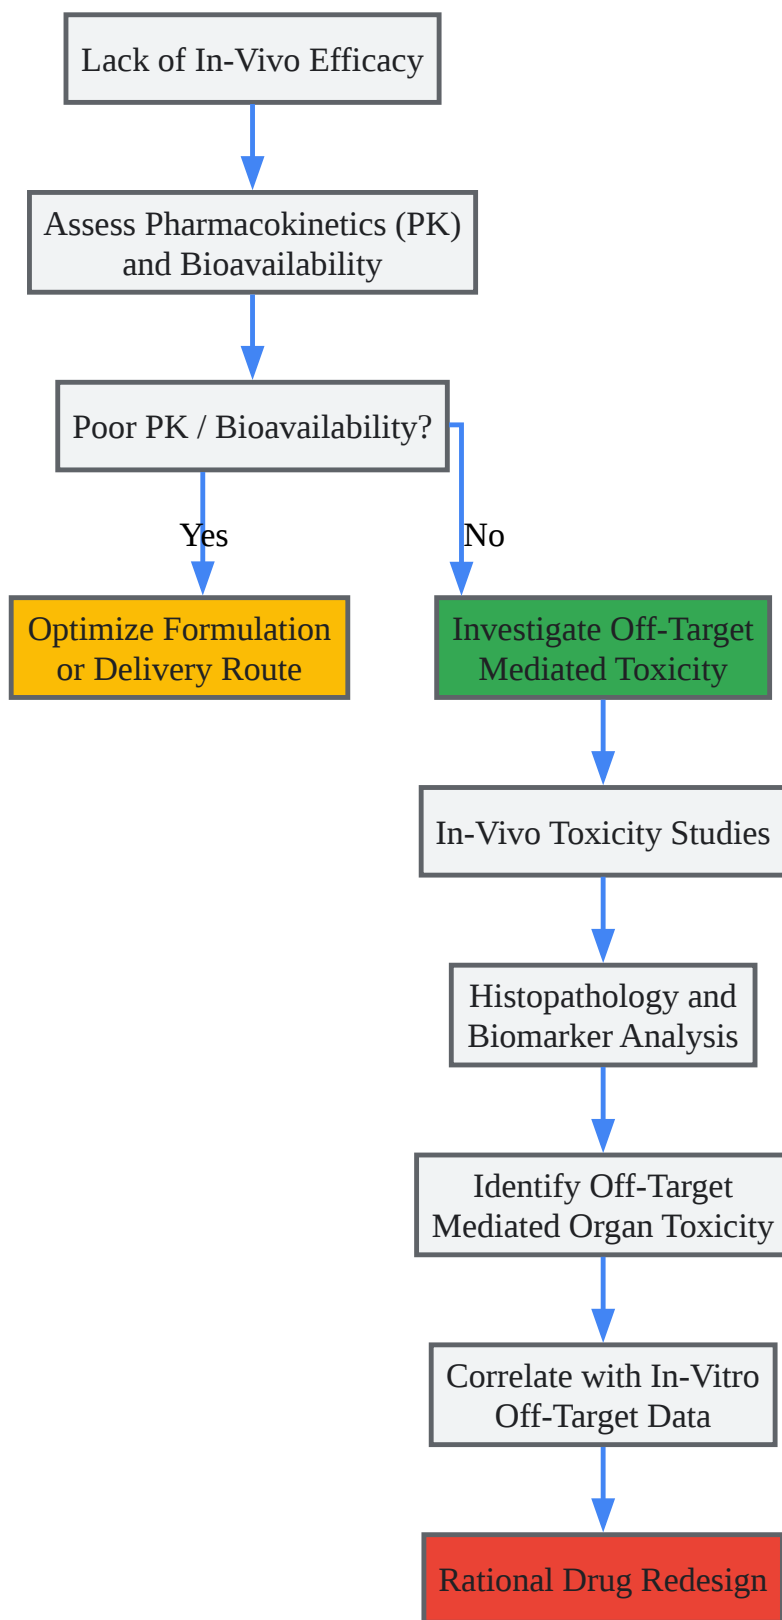 Lack of In-Vivo Efficacy
Assess Pharmacokinetics (PK)
and Bioavailability
Poor PK / Bioavailability?
Yes
No
Optimize Formulation
or Delivery Route
Investigate Off-Target
Mediated Toxicity
In-Vivo Toxicity Studies
Histopathology and
Biomarker Analysis
Identify Off-Target
Mediated Organ Toxicity
Correlate with In-Vitro
Off-Target Data
Rational Drug Redesign